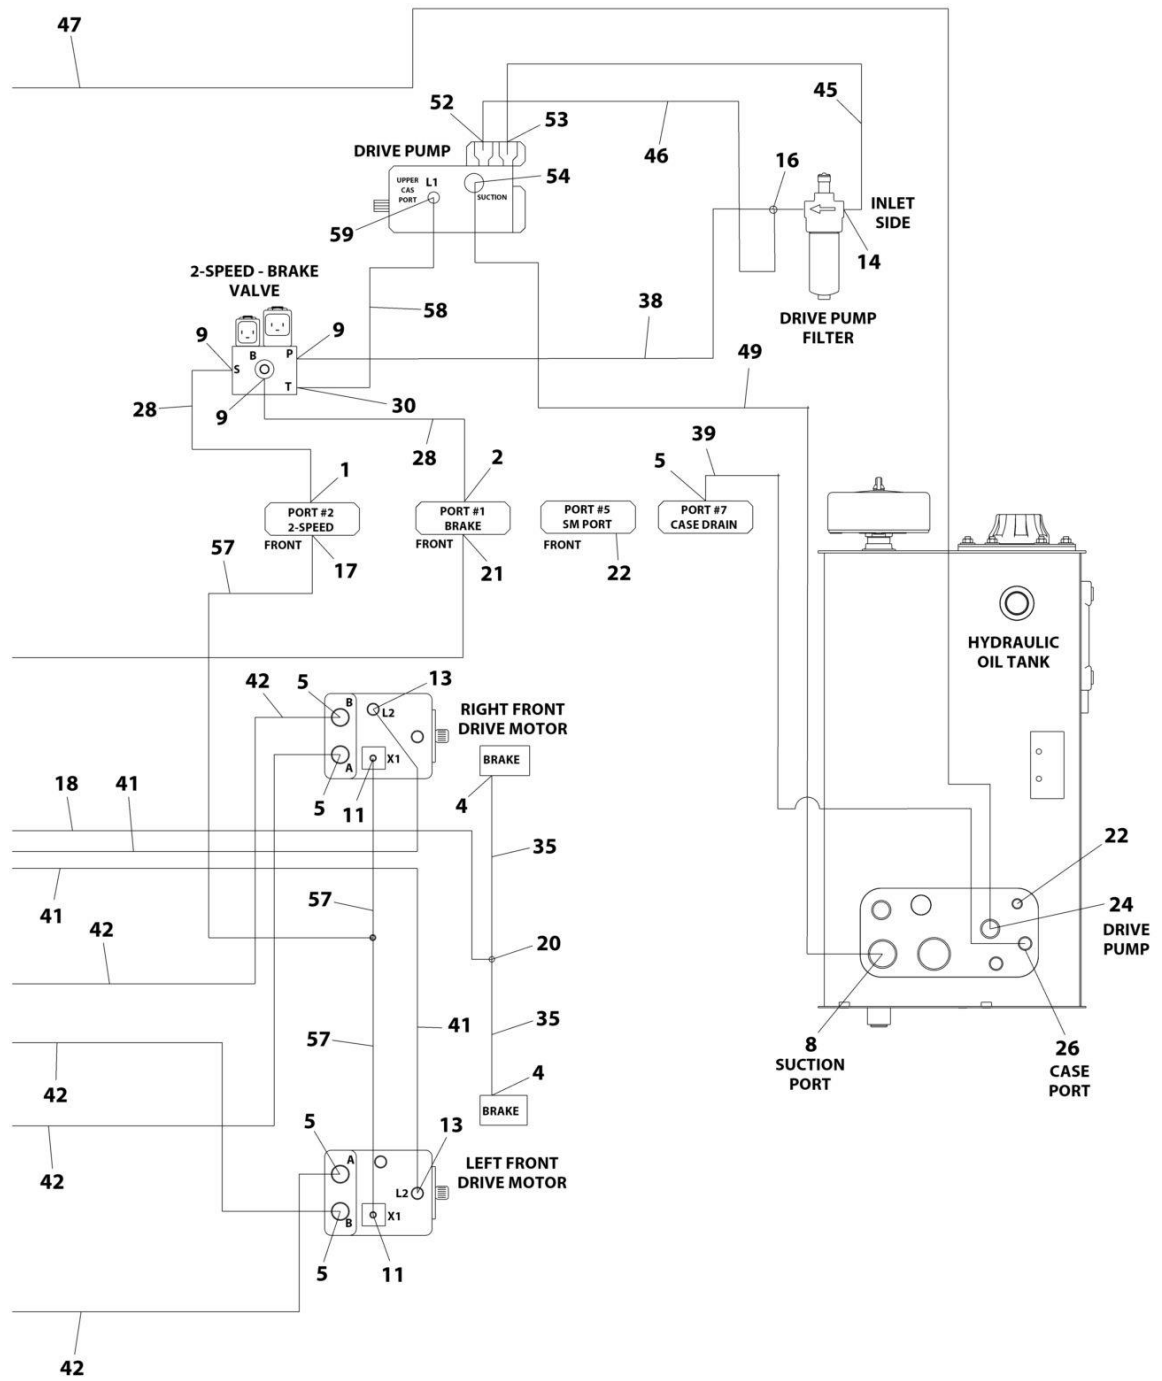 47
45
52
53
46
DRIVE PUMP
16
54
UPPER
CAS
PORT
L1
SUCTION
INLET
SIDE
59
14
2-SPEED - BRAKE
VALVE
38
58
DRIVE PUMP
FILTER
9
9
B
P
S
49
T
28
9
30
39
28
2
5
1
PORT #2
2-SPEED
PORT #1
BRAKE
PORT #5
SM PORT
PORT #7
CASE DRAIN
FRONT
FRONT
FRONT
57
17
21
22
HYDRAULIC
OIL TANK
42
5
13
B
L2
RIGHT FRONT
DRIVE MOTOR
X1
BRAKE
A
18
41
5
11
4
35
22
57
24
41
42
20
DRIVE
PUMP
57
41
35
8
SUCTION
PORT
26
CASE
PORT
42
4
5
13
BRAKE
42
A
LEFT FRONT
DRIVE MOTOR
L2
X1
B
5
11
42